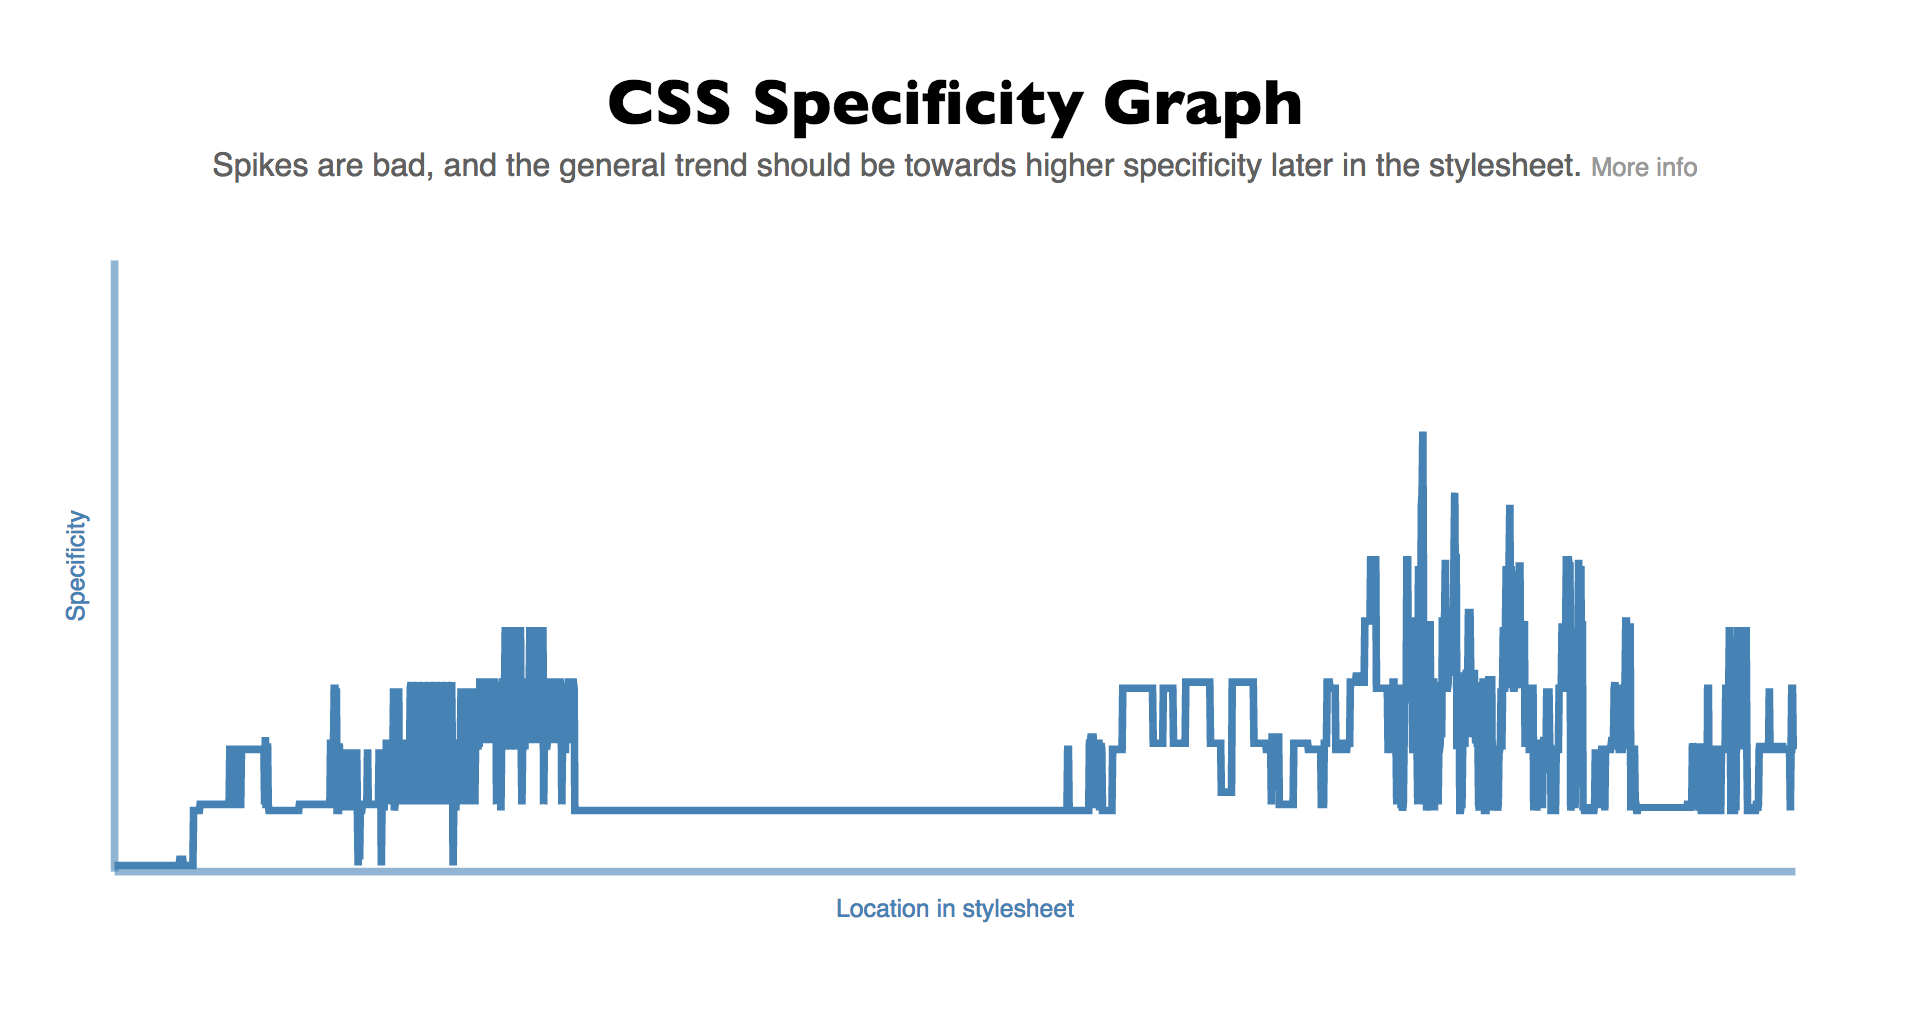 CSS Specificity Graph
Spikes are bad, and the general trend should be towards higher specificity later in the stylesheet. More info
Specificity
Location in stylesheet